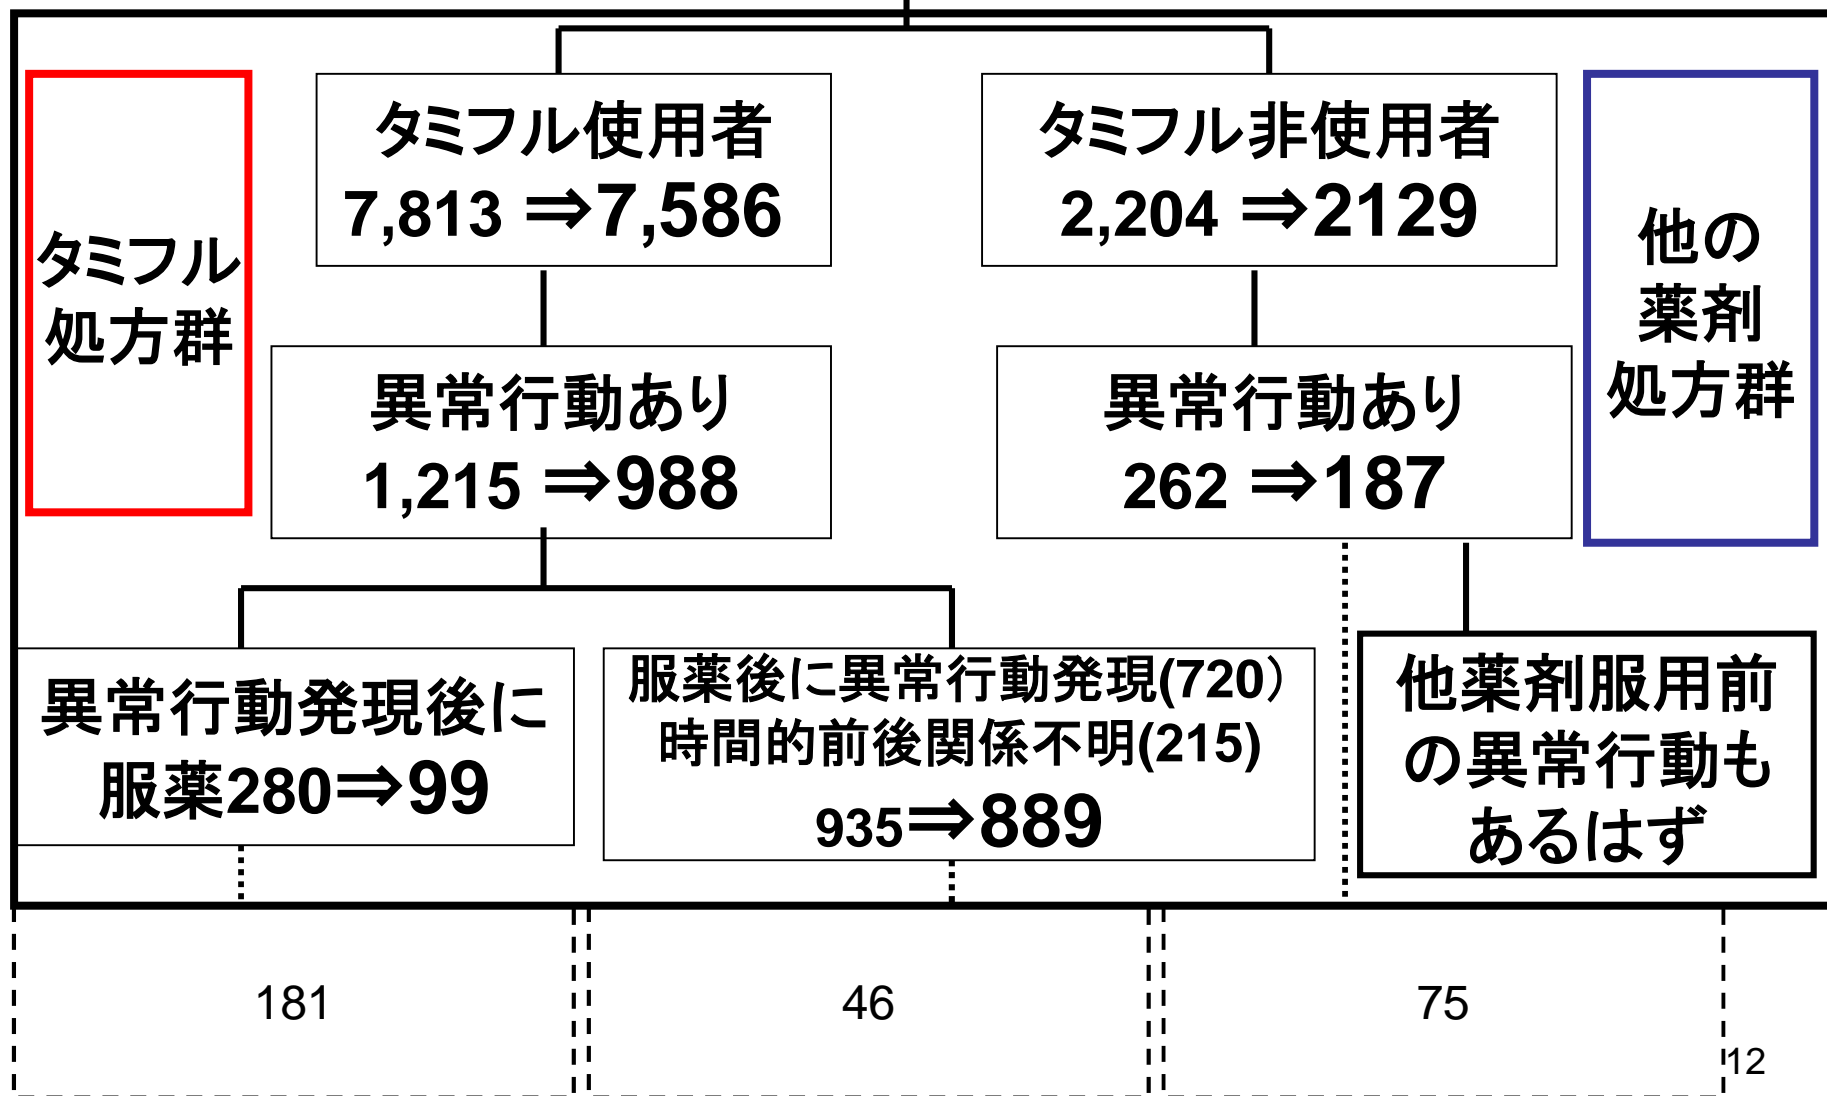 タミフル
処方群
タミフル使用者
7,813 ⇒7,586
タミフル非使用者
2,204 ⇒2129
他の
薬剤
処方群
異常行動あり
1,215 ⇒988
異常行動あり
262 ⇒187
異常行動発現後に
服薬280⇒99
服薬後に異常行動発現(720）
時間的前後関係不明(215)
935⇒889
他薬剤服用前
の異常行動も
あるはず
181
46
75
12